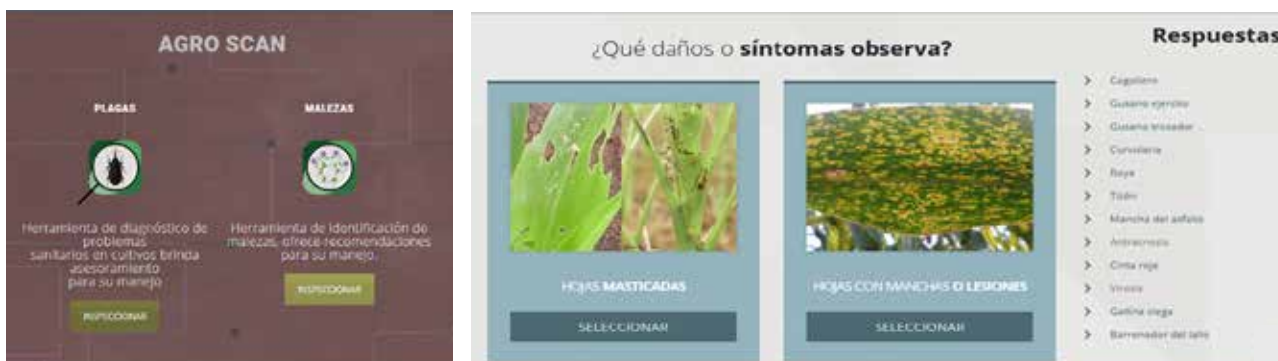 AGRO SCAN
PLAGAS
Herramienta de diagnóstico de
problemas
sanitarios en cultivos brinda
asesoramiento
para su manejo
INSPECCIONAR
MALEZAS
Herramienta de identificación de
malezas, ofrece recomendaciones
para su manejo.
INSPECCIONAR
¿Qué daños o síntomas observa?
HOJAS MASTICADAS
SELECCIONAR
HOJAS CON MANCHAS O LESIONES
SELECCIONAR
Respuestas
Cogollero
Gusano ejercito
Gusano trozador
Curvularia
Roya
Tizón
Mancha del asfalto
Antracnosis
Cinta roja
Virosis
Gallina ciega
Barrenador del tallo